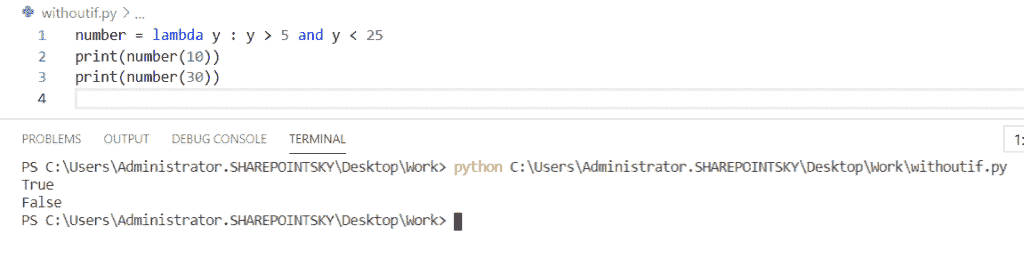 withoutif.py > ...
1 number = lambda y : y > 5 and y < 25
2 print(number(10))
3 print(number(30))
4
PROBLEMS OUTPUT DEBUG CONSOLE TERMINAL 1:
PS C:\Users\Administrator.SHAREPOINTSKY\Desktop\Work> python C:\Users\Administrator.SHAREPOINTSKY\Desktop\Work\withoutif.py
True
False
PS C:\Users\Administrator.SHAREPOINTSKY\Desktop\Work>